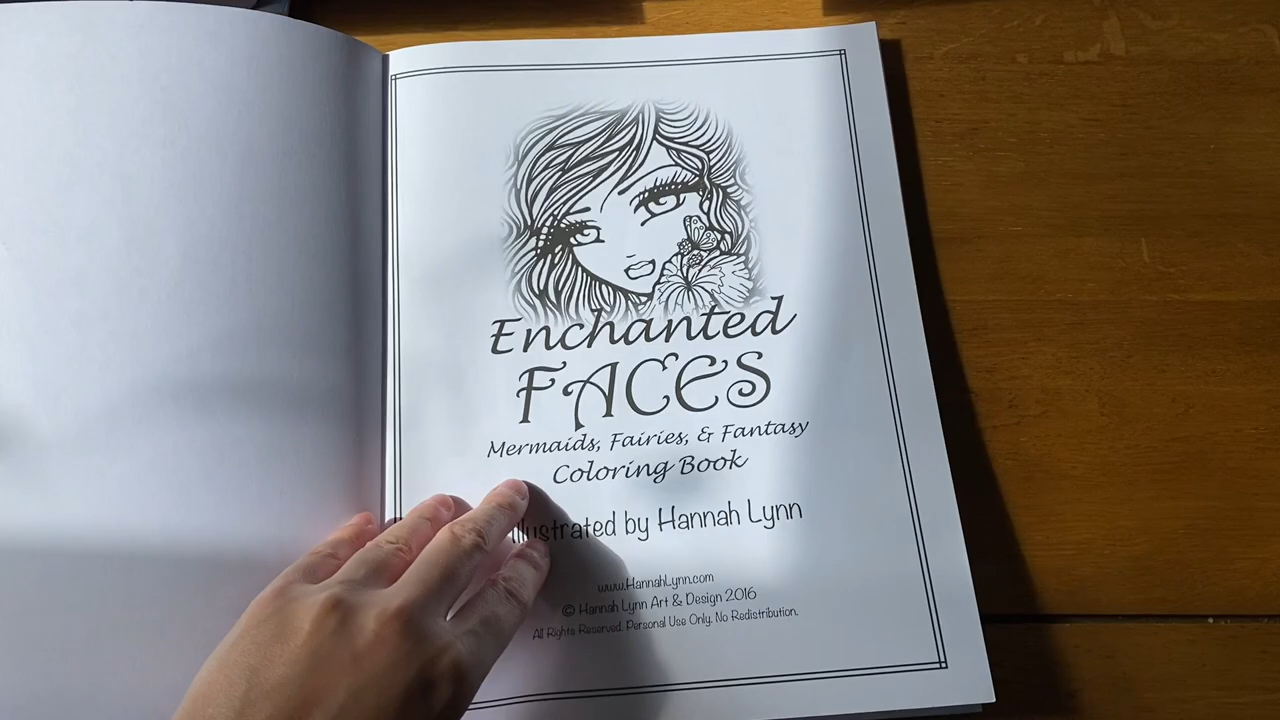 Enchanted
FACES
Mermaids, Fairies, & Fantasy
Coloring Book
Illustrated by Hannah Lynn
www.HannahLynn.com
© Hannah Lynn Art & Design 2016
All Rights Reserved. Personal Use Only. No Redistribution.